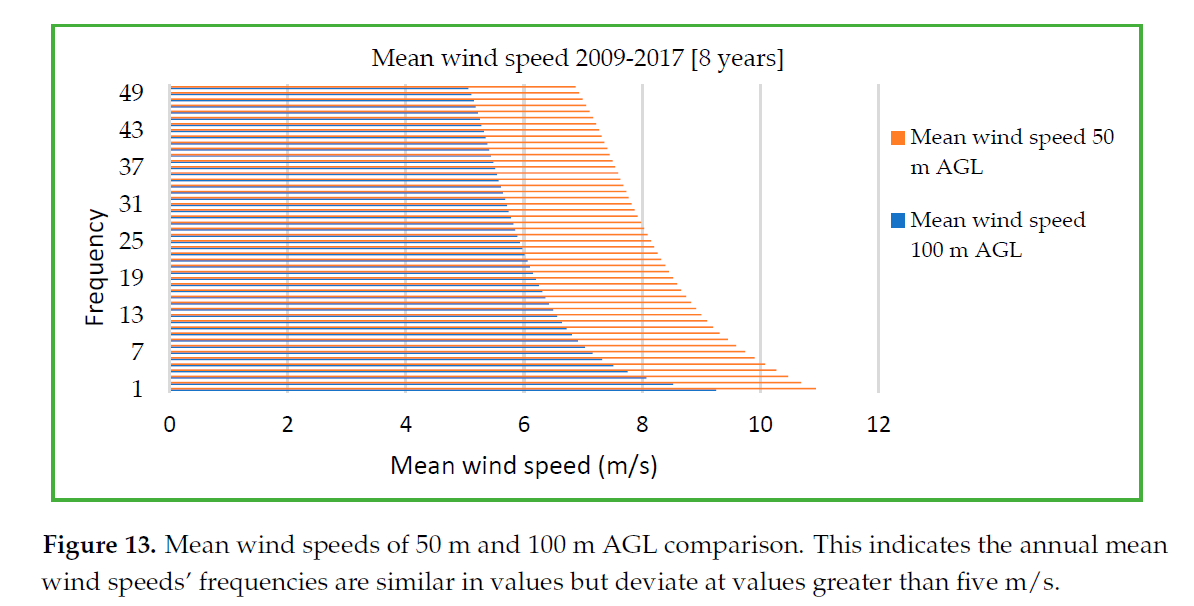 Mean wind speed 2009-2017 [8 years]
49
43
37
31
25
19
13
7
1
Frequency
0 2 4 6 8 10 12
Mean wind speed (m/s)
Mean wind speed 50
m AGL
Mean wind speed
100 m AGL
Figure 13. Mean wind speeds of 50 m and 100 m AGL comparison. This indicates the annual mean
wind speeds’ frequencies are similar in values but deviate at values greater than five m/s.